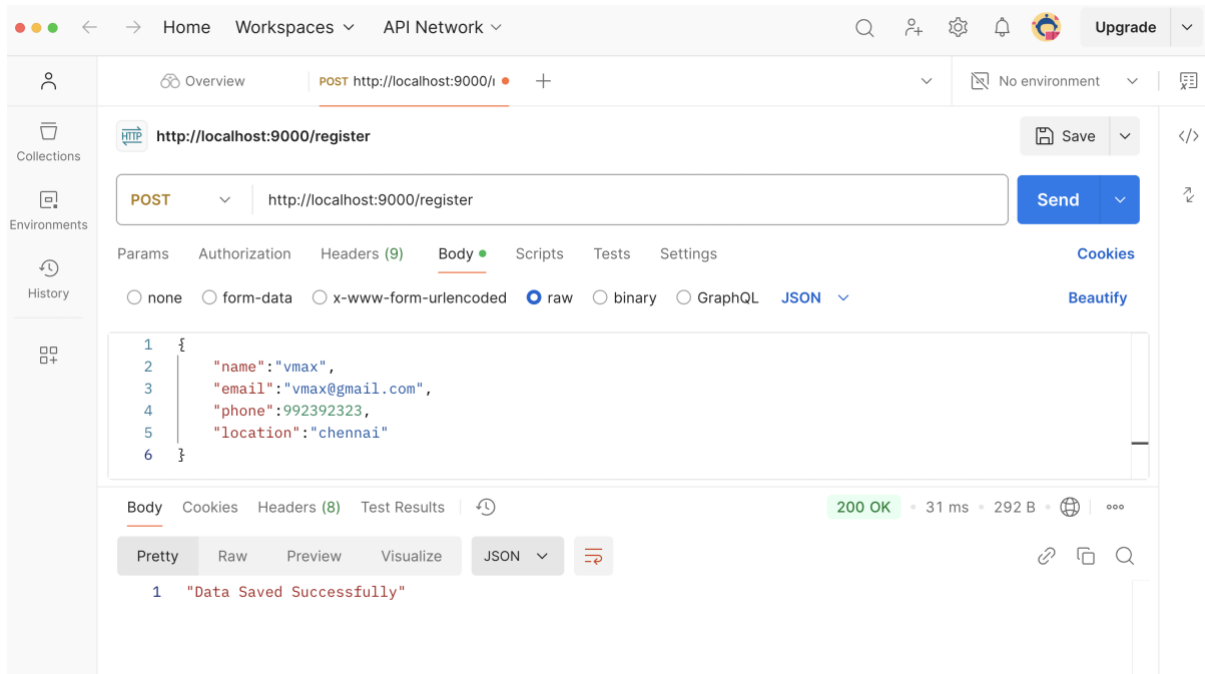 Home Workspaces API Network Upgrade
Overview POST http://localhost:9000/ No environment
HTTP http://localhost:9000/register Save
Collections
Environments
History
POST http://localhost:9000/register Send
Params Authorization Headers (9) Body Scripts Tests Settings Cookies
none form-data x-www-form-urlencoded raw binary GraphQL JSON Beautify
1 {
2 "name":"vmax",
3 "email":"vmax@gmail.com",
4 "phone":992392323,
5 "location":"chennai"
6 }
Body Cookies Headers (8) Test Results 200 OK • 31 ms • 292 B
Pretty Raw Preview Visualize JSON
1 "Data Saved Successfully"